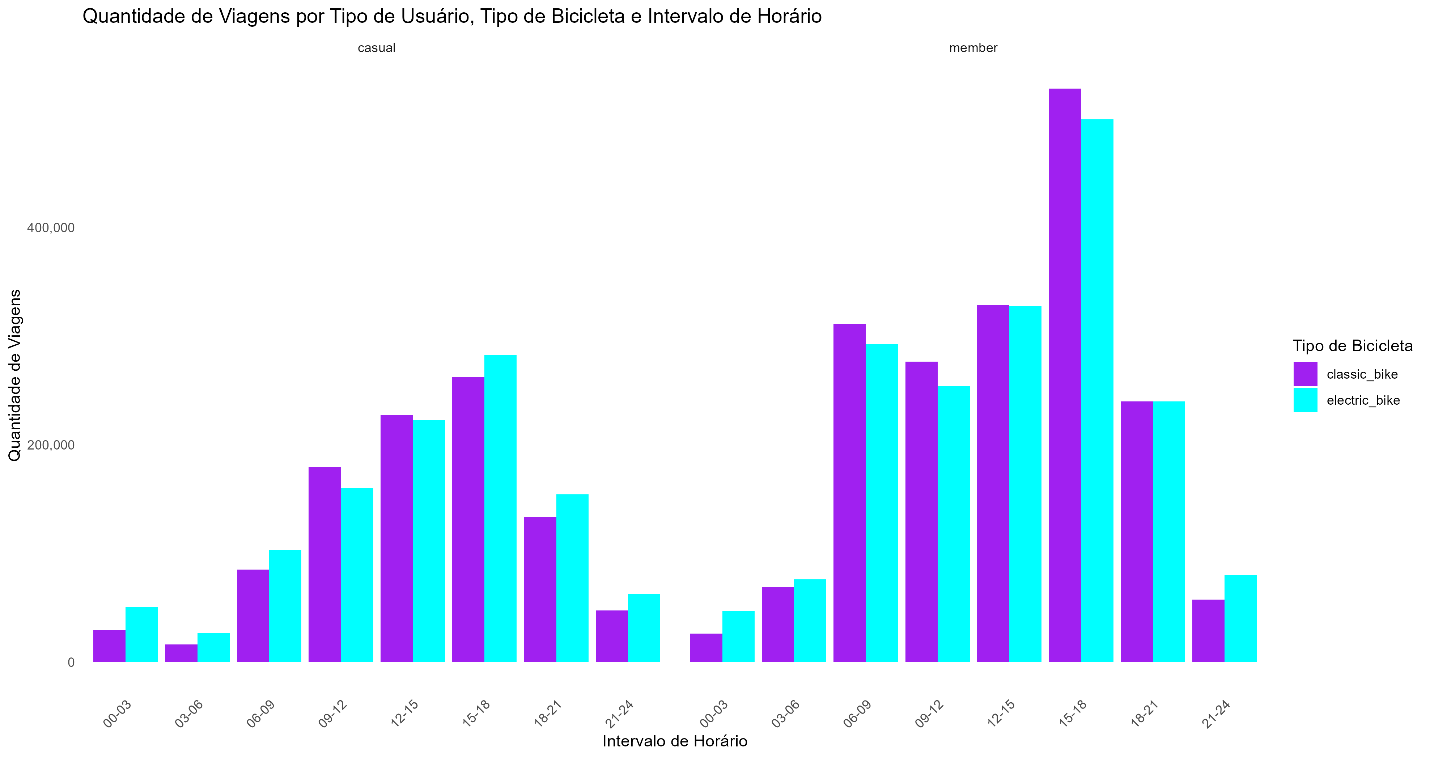 Quantidade de Viagens por Tipo de Usuário, Tipo de Bicicleta e Intervalo de Horário
casual
member
Quantidade de Viagens
400,000
200,000
0
00-03
03-06
06-09
09-12
12-15
15-18
18-21
21-24
00-03
03-06
06-09
09-12
12-15
15-18
18-21
21-24
Intervalo de Horário
Tipo de Bicicleta
classic_bike
electric_bike